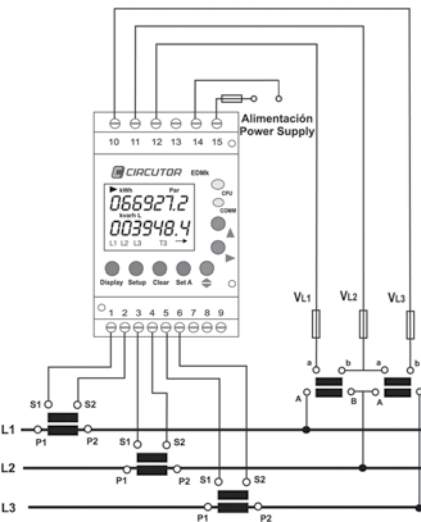 Alimentación
Power Supply
10 11 12 13 14 15
CIRCUTOR EDMk
kWh Par
066927.2
kvarh L
003948.4
L1 L2 L3 T3
CPU
COMM
Display Setup Clear Set A
1 2 3 4 5 6 7 8 9
VL1 VL2 VL3
a b a b
A B A B
S1 S2
L1
P1 P2
S1 S2
L2
P1 P2
S1 S2
L3
P1 P2